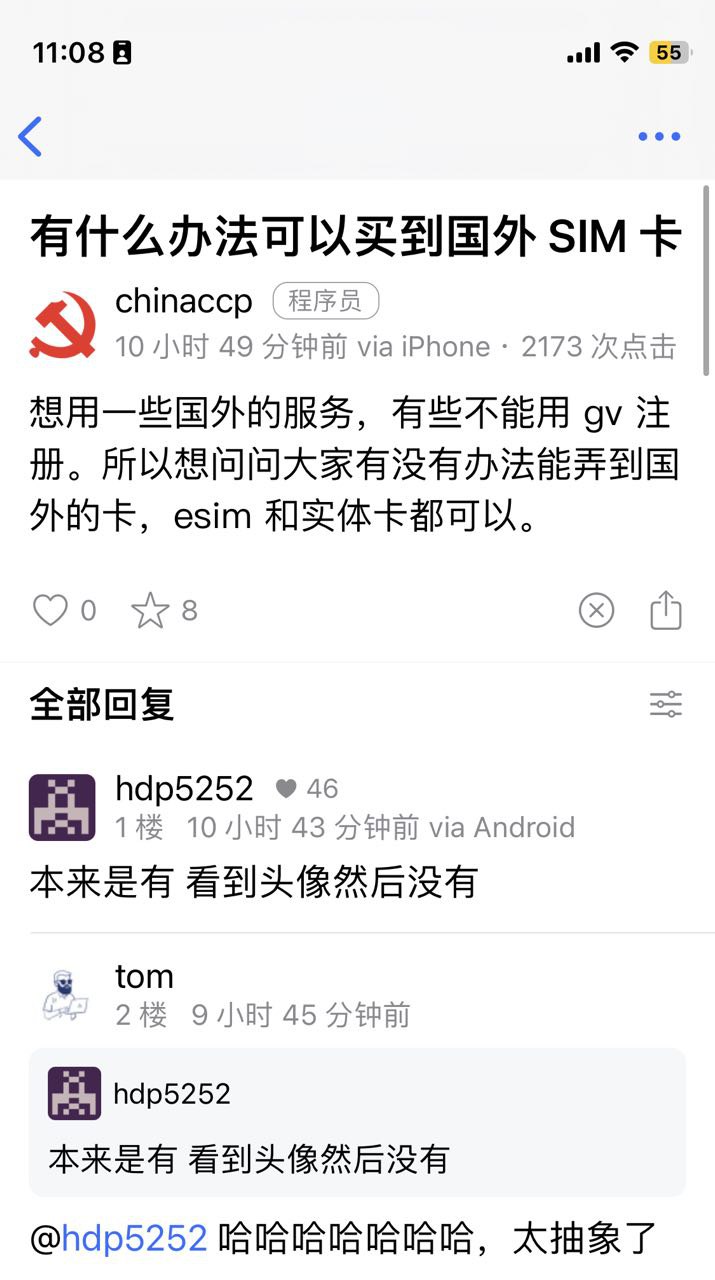 11:08
55
有什么办法可以买到国外 SIM 卡
chinaccp 程序员
10 小时 49 分钟前 via iPhone · 2173 次点击
想用一些国外的服务，有些不能用 gv 注
册。所以想问问大家有没有办法能弄到国
外的卡，esim 和实体卡都可以。
0 8
全部回复
hdp5252 46
1 楼 10 小时 43 分钟前 via Android
本来是有 看到头像然后没有
tom
2 楼 9 小时 45 分钟前
hdp5252
本来是有 看到头像然后没有
@hdp5252 哈哈哈哈哈哈哈，太抽象了